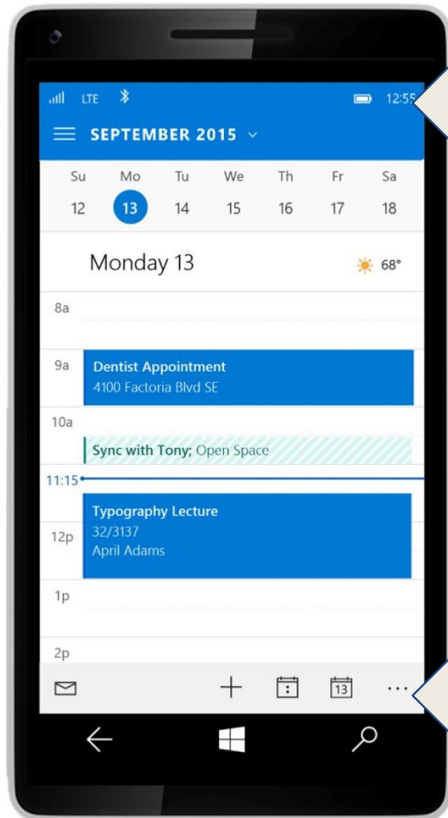 LTE 12:55
SEPTEMBER 2015
Su Mo Tu We Th Fr Sa
12 13 14 15 16 17 18
Monday 13 68°
8a
9a Dentist Appointment
4100 Factoria Blvd SE
10a
Sync with Tony; Open Space
11:15
Typography Lecture
12p 32/3137
April Adams
1p
2p
13